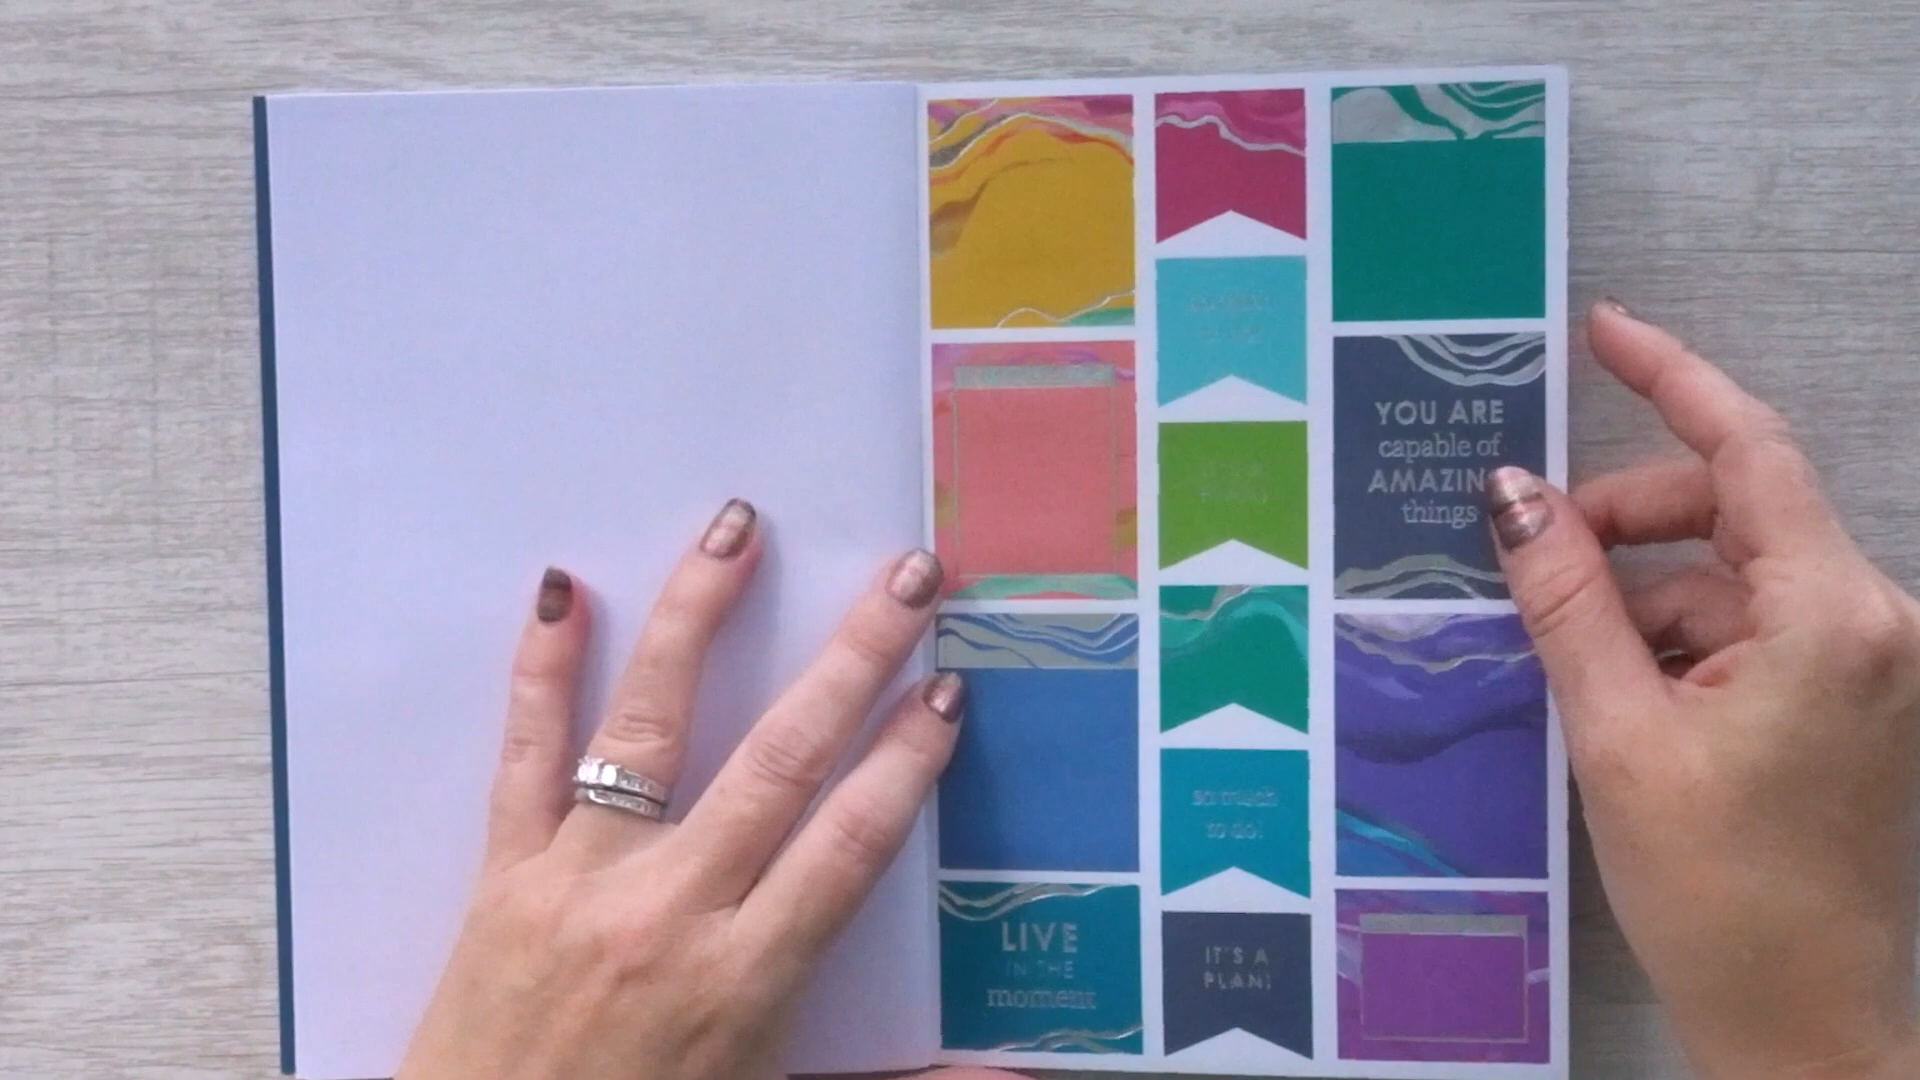 YOU ARE
capable of
AMAZIN
things
so much
to do!
LIVE
IN THE
moment
IT'S A
PLAN!